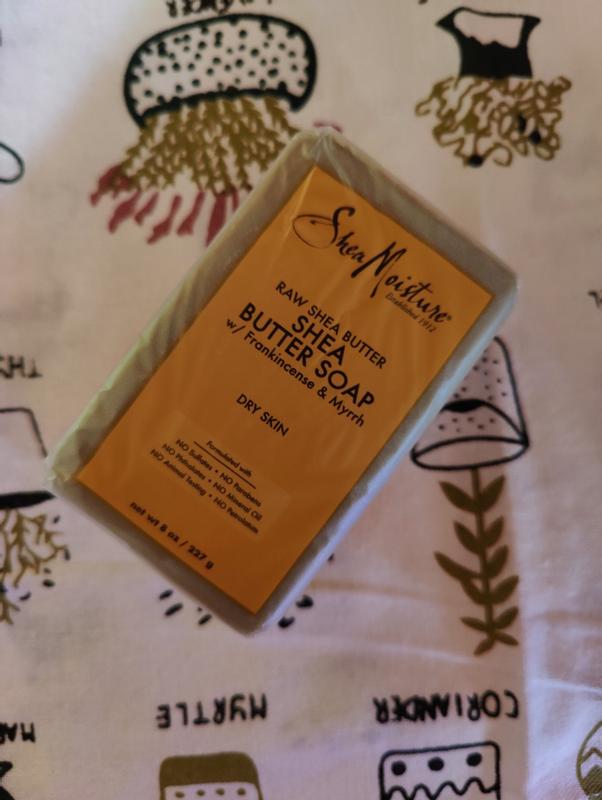 SheaMoisture®
Established 1912
RAW SHEA BUTTER
SHEA
BUTTER SOAP
w/ Frankincense & Myrrh
DRY SKIN
Formulated with
NO Sulfates • NO Parabens
NO Phthalates • NO Mineral Oil
NO Animal Testing • NO Petrolatum
net wt 8 oz / 227 g
MYRTLE
CORIANDER